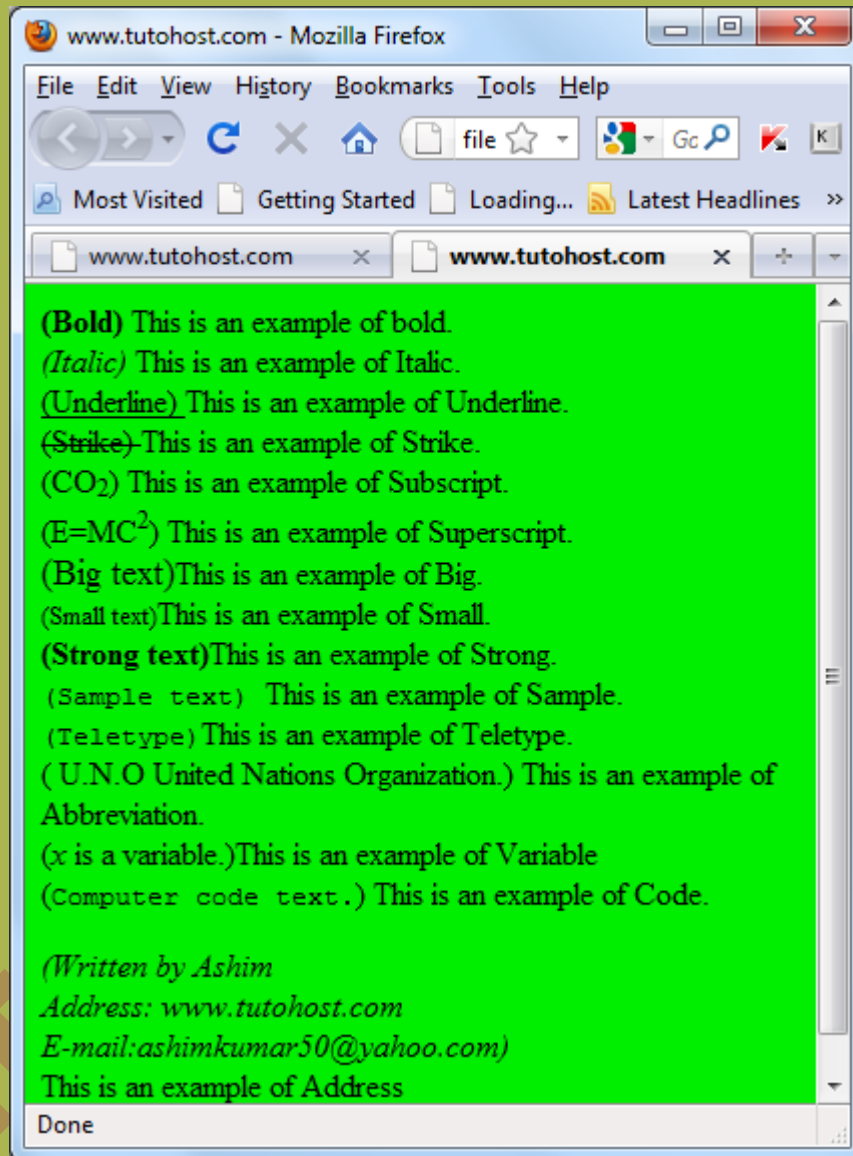 www.tutohost.com - Mozilla Firefox
File Edit View History Bookmarks Tools Help
file Gc K
Most Visited Getting Started Loading... Latest Headlines »
www.tutohost.com www.tutohost.com
(Bold) This is an example of bold.
(Italic) This is an example of Italic.
(Underline) This is an example of Underline.
(Strike) This is an example of Strike.
(CO₂) This is an example of Subscript.
(E=MC²) This is an example of Superscript.
(Big text)This is an example of Big.
(Small text)This is an example of Small.
(Strong text)This is an example of Strong.
(Sample text) This is an example of Sample.
(Teletype)This is an example of Teletype.
( U.N.O United Nations Organization.) This is an example of
Abbreviation.
(x is a variable.)This is an example of Variable
(Computer code text.) This is an example of Code.
(Written by Ashim
Address: www.tutohost.com
E-mail:ashimkumar50@yahoo.com)
This is an example of Address
Done